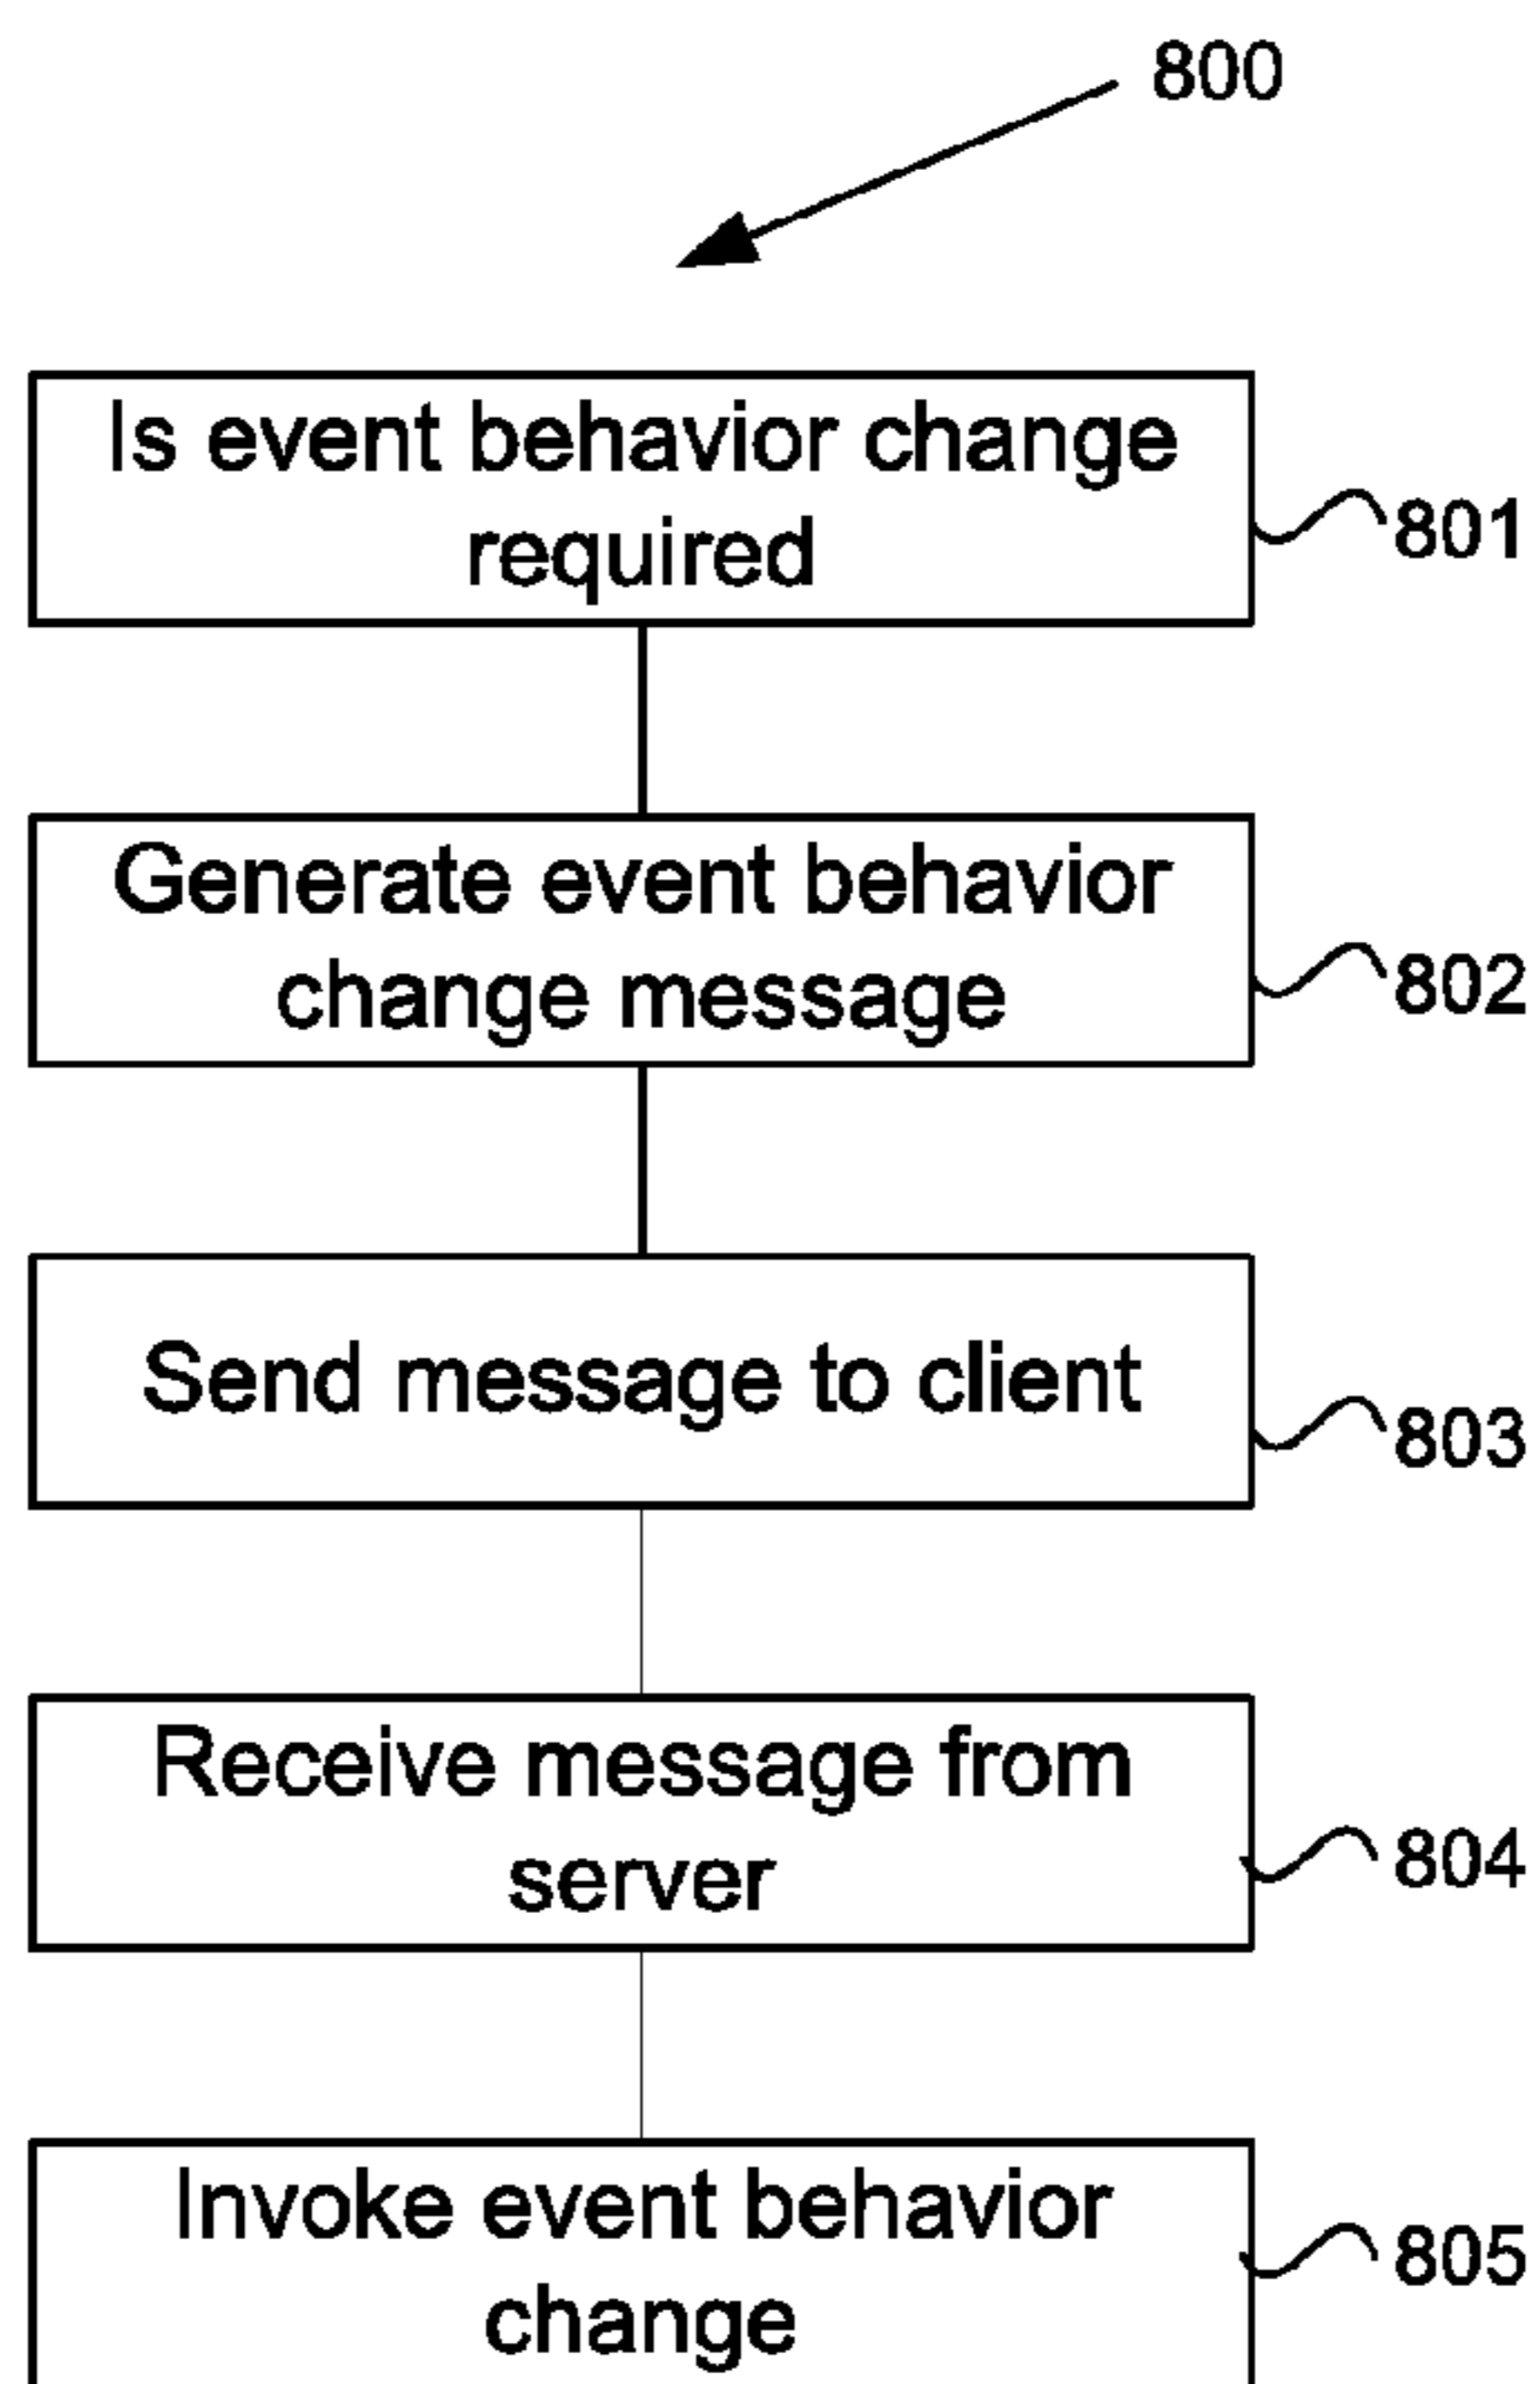 800
Is event behavior change
required
801
Generate event behavior
change message
802
Send message to client
803
Receive message from
server
804
Invoke event behavior
change
805